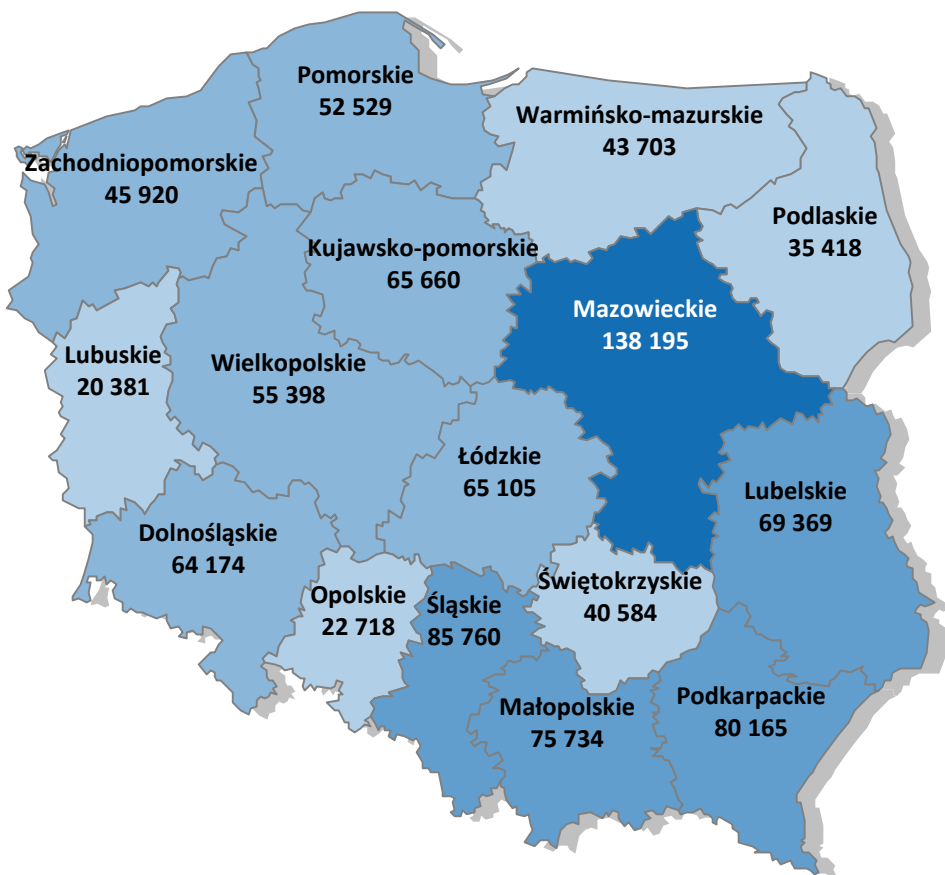 Pomorskie
52 529
Warmińsko-mazurskie
43 703
Zachodniopomorskie
45 920
Podlaskie
35 418
Kujawsko-pomorskie
65 660
Mazowieckie
138 195
Lubuskie
20 381
Wielkopolskie
55 398
Łódzkie
65 105
Lubelskie
69 369
Dolnośląskie
64 174
Opolskie
22 718
Śląskie
85 760
Świętokrzyskie
40 584
Małopolskie
75 734
Podkarpackie
80 165